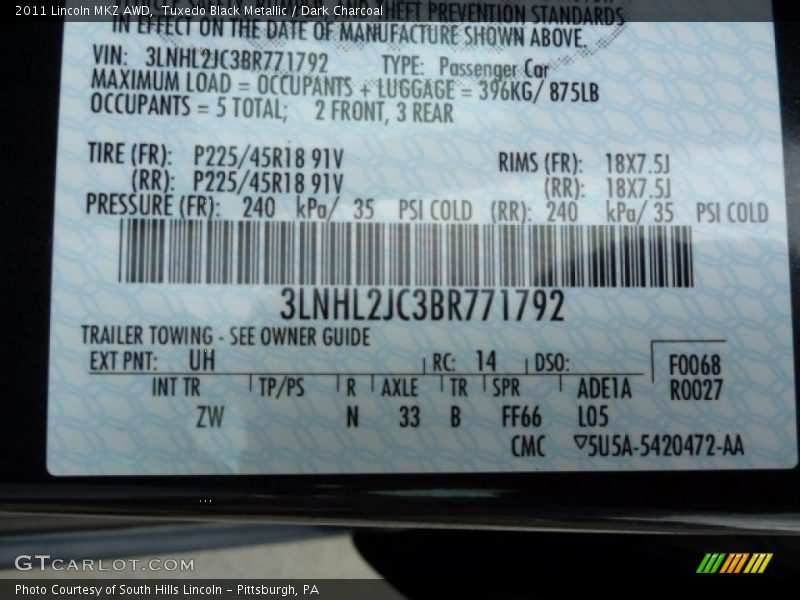 2011 Lincoln MKZ AWD,  Tuxedo Black Metallic / Dark Charcoal
THEFT PREVENTION STANDARDS
IN EFFECT ON THE DATE OF MANUFACTURE SHOWN ABOVE.
VIN: 3LNHL2JC3BR771792 TYPE: Passenger Car
MAXIMUM LOAD = OCCUPANTS + LUGGAGE = 396KG/ 875LB
OCCUPANTS = 5 TOTAL; 2 FRONT, 3 REAR
TIRE (FR): P225/45R18 91V RIMS (FR): 18X7.5J
(RR): P225/45R18 91V (RR): 18X7.5J
PRESSURE (FR): 240 kPa/ 35 PSI COLD (RR): 240 kPa/ 35 PSI COLD
3LNHL2JC3BR771792
TRAILER TOWING - SEE OWNER GUIDE
EXT PNT: UH RC: 14 DSO: F0068
INT TR TP/PS R AXLE TR SPR ADE1A R0027
ZW N 33 B FF66 L05
CMC ▽5U5A-5420472-AA
GTCARLOT.COM
Photo Courtesy of South Hills Lincoln - Pittsburgh, PA